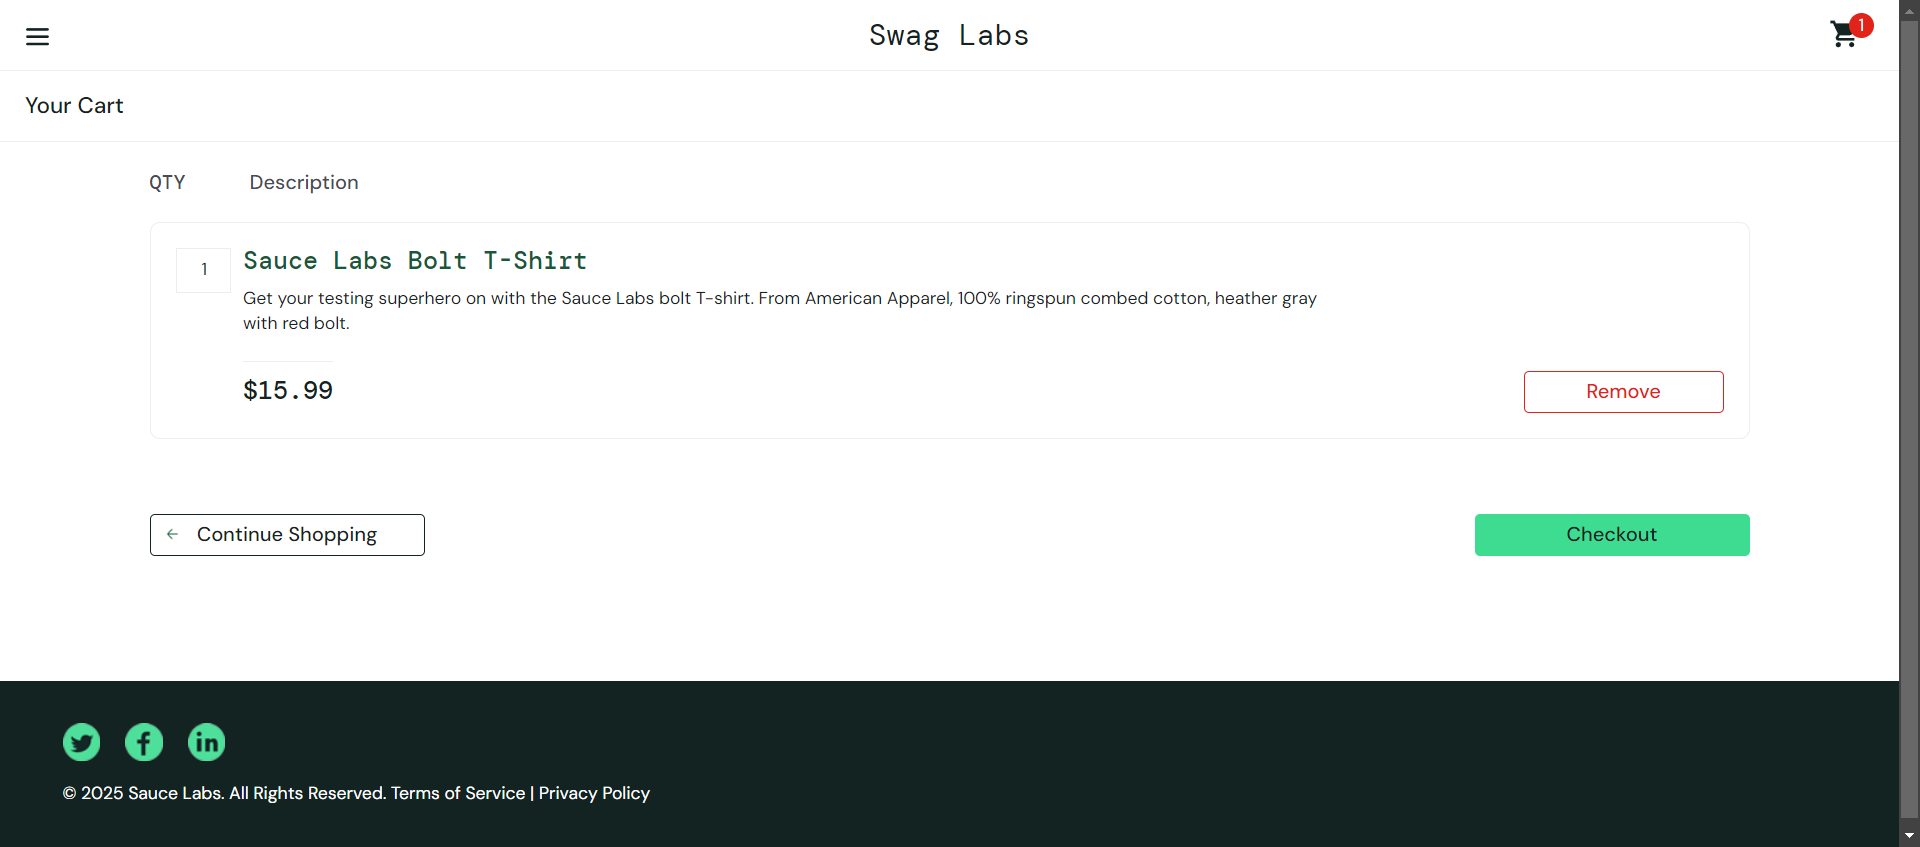 Swag Labs
1
Your Cart
QTY Description
1
Sauce Labs Bolt T-Shirt
Get your testing superhero on with the Sauce Labs bolt T-shirt. From American Apparel, 100% ringspun combed cotton, heather gray
with red bolt.
$15.99
Remove
Continue Shopping
Checkout
© 2025 Sauce Labs. All Rights Reserved. Terms of Service | Privacy Policy